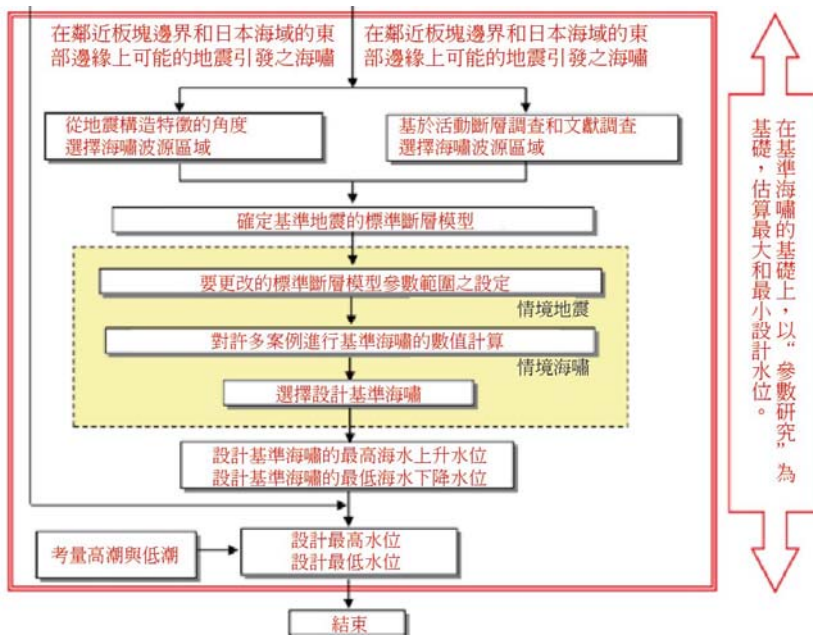 在鄰近板塊邊界和日本海域的東
部邊緣上可能的地震引發之海嘯
在鄰近板塊邊界和日本海域的東
部邊緣上可能的地震引發之海嘯
從地震構造特徵的角度
選擇海嘯波源區域
基於活動斷層調查和文獻調查
選擇海嘯波源區域
確定基準地震的標準斷層模型
要更改的標準斷層模型參數範圍之設定
情境地震
對許多案例進行基準海嘯的數值計算
情境海嘯
選擇設計基準海嘯
設計基準海嘯的最高海水上升水位
設計基準海嘯的最低海水下降水位
考量高潮與低潮
設計最高水位
設計最低水位
結束
在基準海嘯的基礎上，以“參數研究”為
基礎，估算最大和最小設計水位。